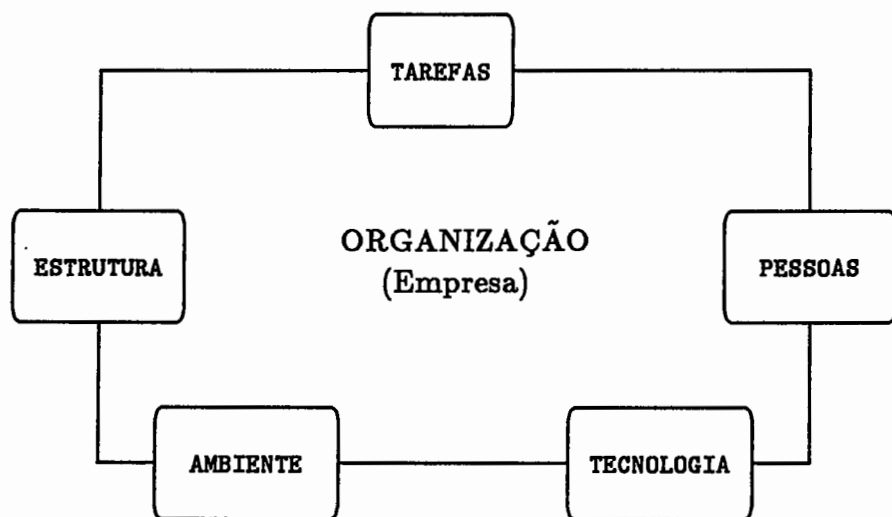 TAREFAS
ORGANIZAÇÃO
(Empresa)
ESTRUTURA
PESSOAS
AMBIENTE
TECNOLOGIA